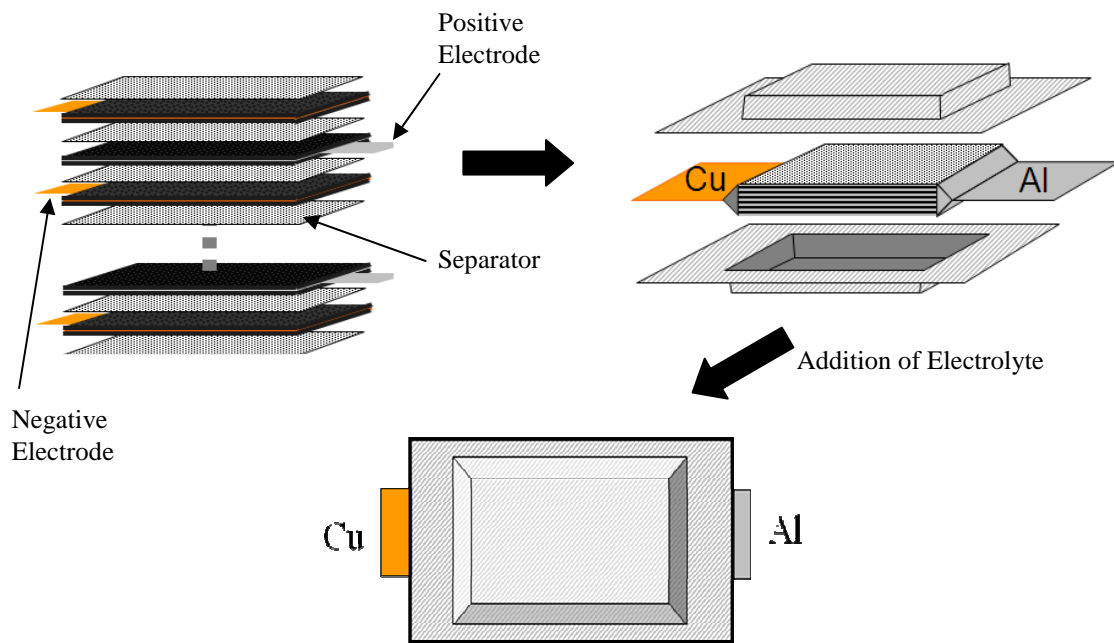 Positive
Electrode
Cu
Al
Separator
Addition of Electrolyte
Negative
Electrode
Cu
Al